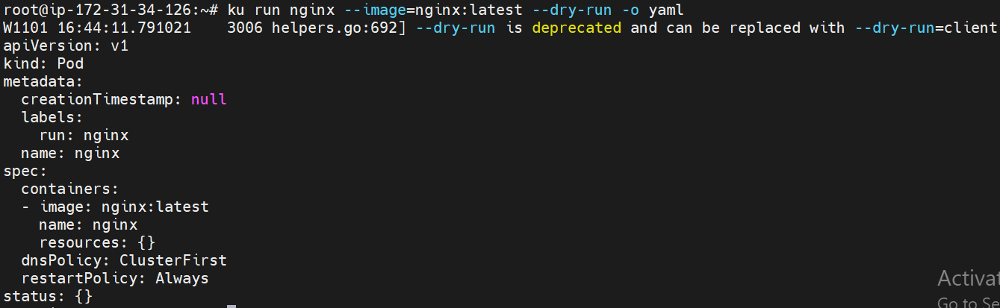 root@ip-172-31-34-126:~# ku run nginx --image=nginx:latest --dry-run -o yaml
W1101 16:44:11.791021    3006 helpers.go:692] --dry-run is deprecated and can be replaced with --dry-run=client
apiVersion: v1
kind: Pod
metadata:
  creationTimestamp: null
  labels:
    run: nginx
  name: nginx
spec:
  containers:
  - image: nginx:latest
    name: nginx
    resources: {}
  dnsPolicy: ClusterFirst
  restartPolicy: Always
status: {}
Activat
Go to Se